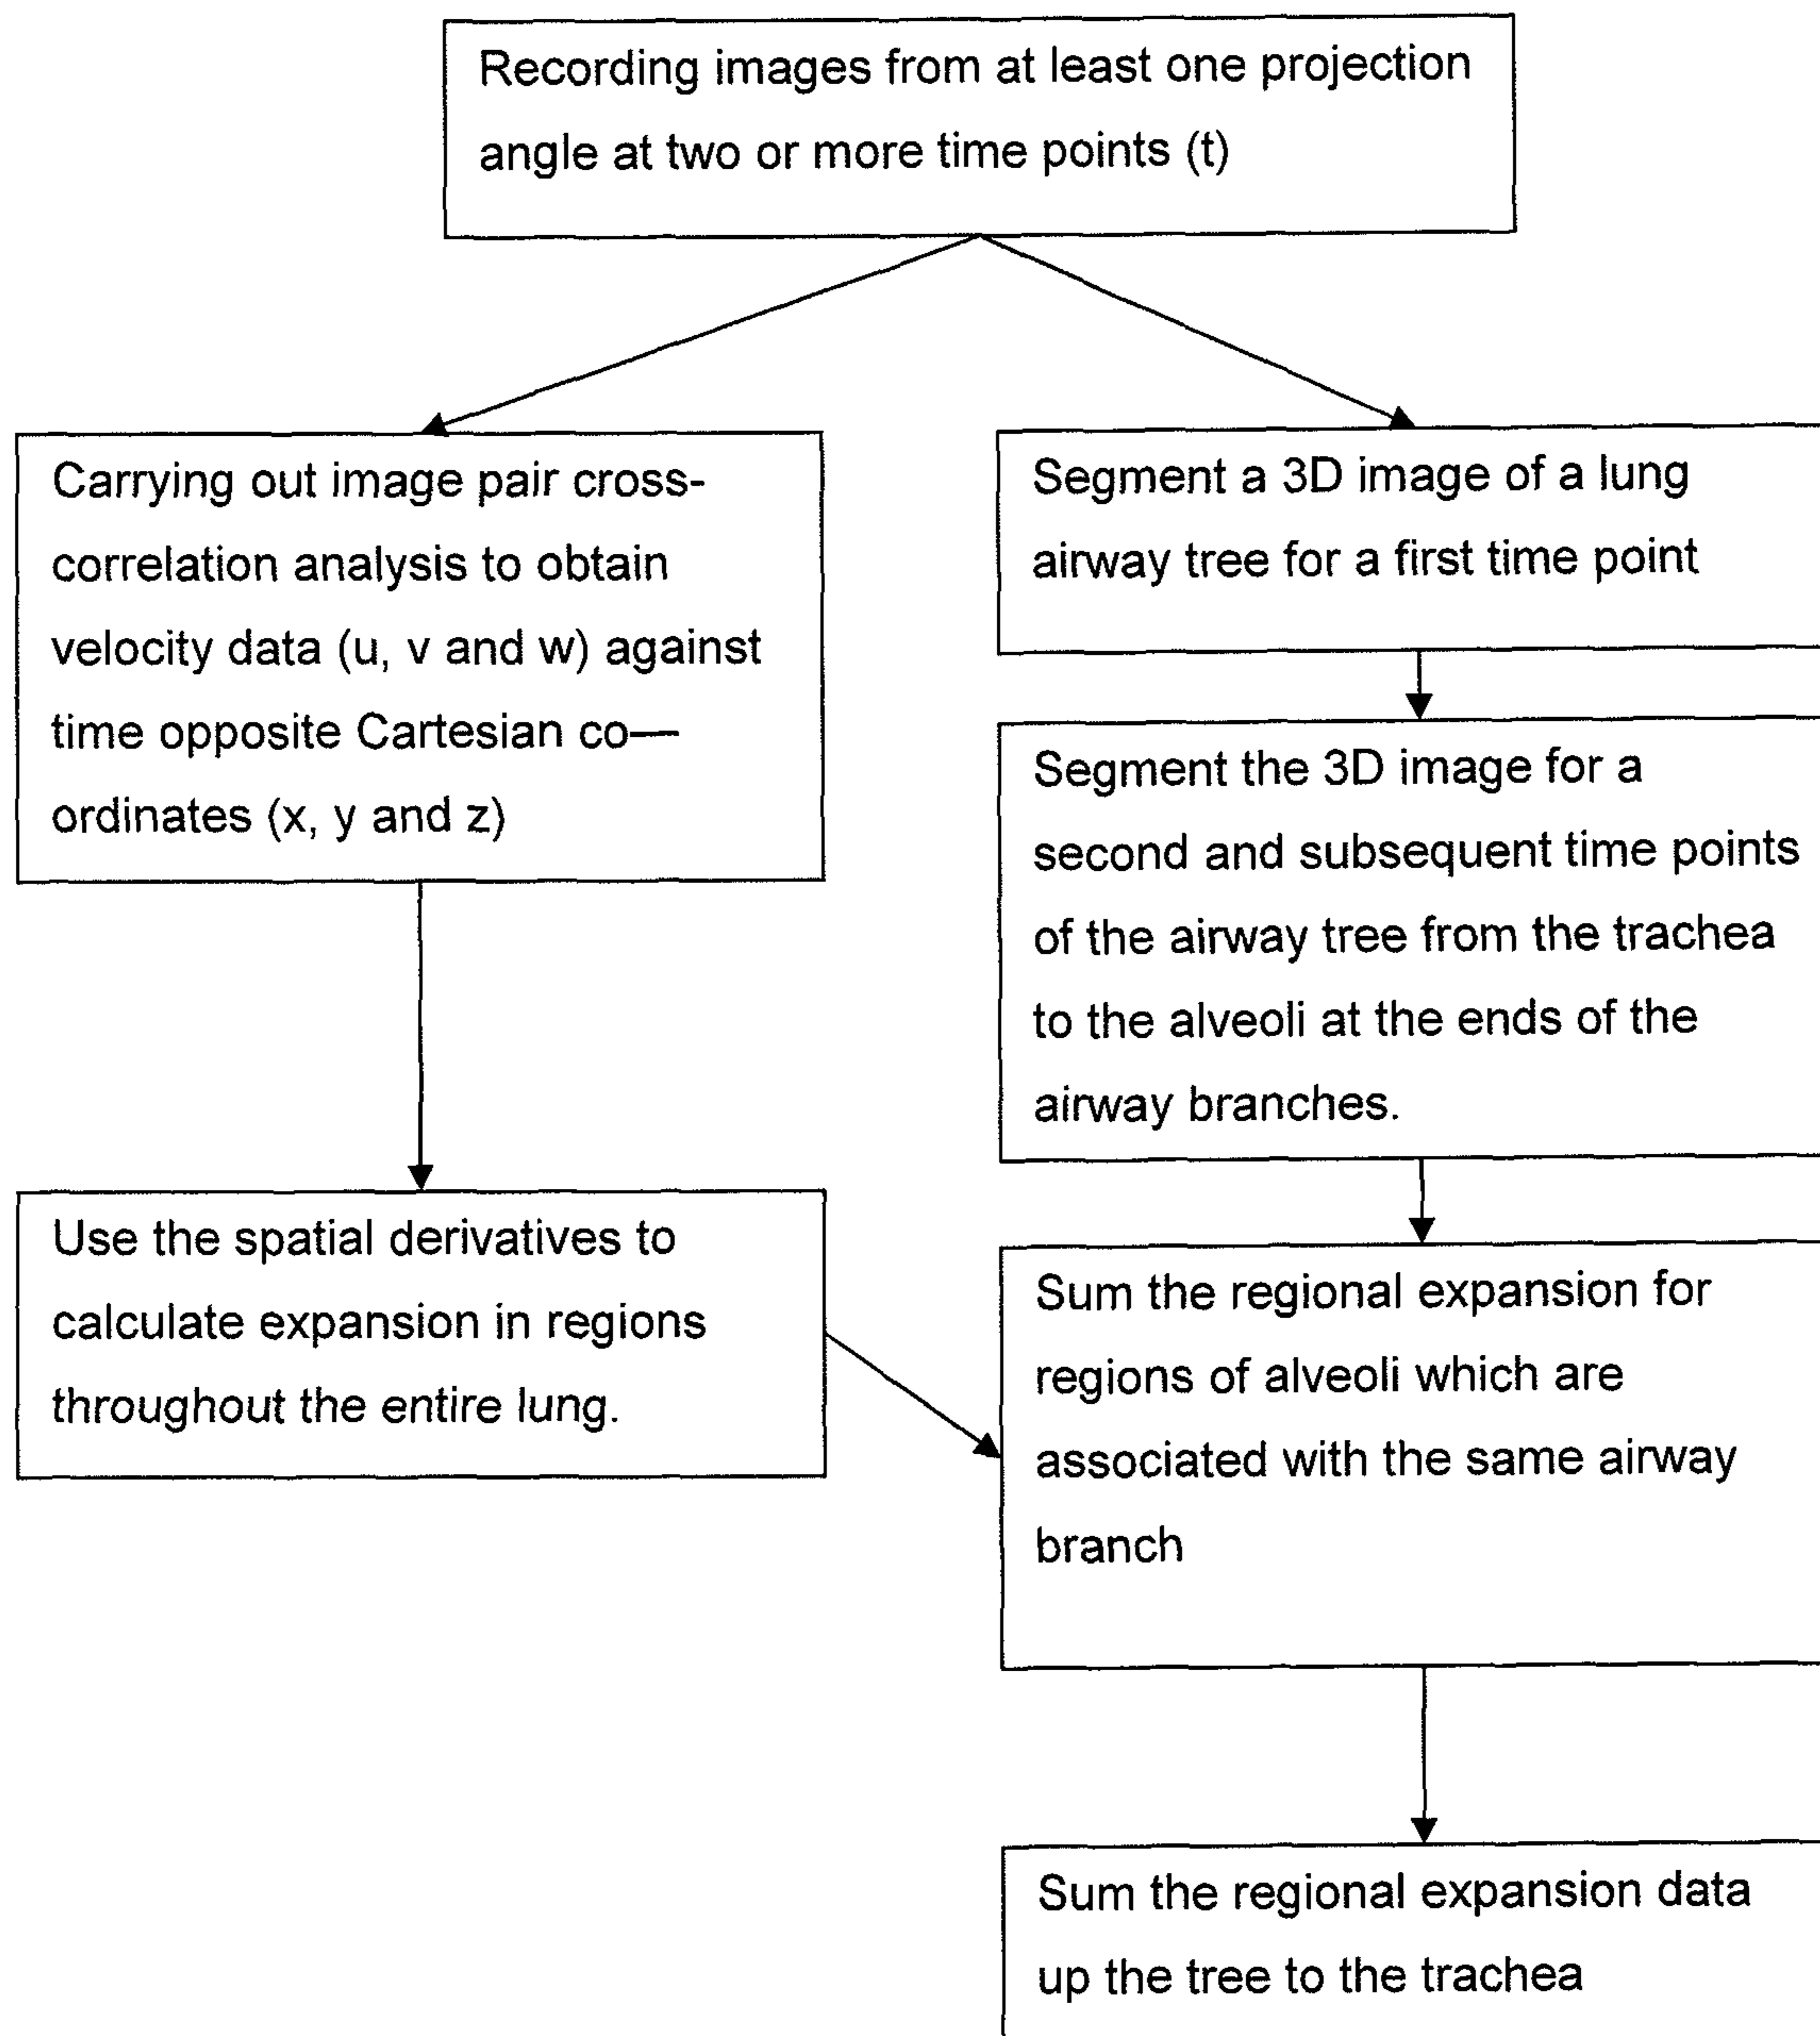 Recording images from at least one projection
angle at two or more time points (t)
Carrying out image pair cross-
correlation analysis to obtain
velocity data (u, v and w) against
time opposite Cartesian co—
ordinates (x, y and z)
Segment a 3D image of a lung
airway tree for a first time point
Segment the 3D image for a
second and subsequent time points
of the airway tree from the trachea
to the alveoli at the ends of the
airway branches.
Use the spatial derivatives to
calculate expansion in regions
throughout the entire lung.
Sum the regional expansion for
regions of alveoli which are
associated with the same airway
branch
Sum the regional expansion data
up the tree to the trachea